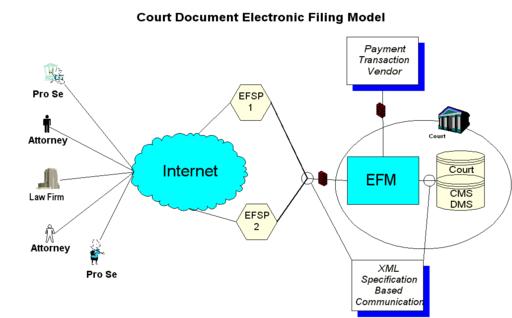 Court Document Electronic Filing Model
Payment
Transaction
Vendor
Pro Se
EFSP
1
Attorney
Court
Internet
EFM
Court
CMS
DMS
Law Firm
EFSP
2
Attorney
Pro Se
XML
Specification
Based
Communication